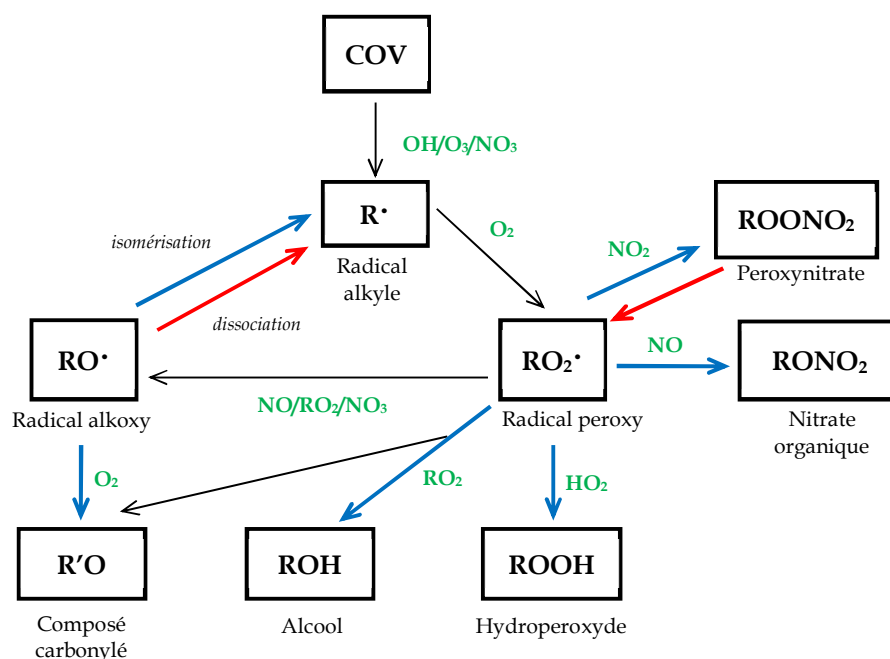 COV
OH/O₃/NO₃
R•
Radical
alkyle
O₂
isomérisation
dissociation
NO₂
ROONO₂
Peroxynitrate
RO•
Radical alkoxy
NO/RO₂/NO₃
RO₂•
Radical peroxy
NO
RONO₂
Nitrate
organique
O₂
RO₂
HO₂
R'O
Composé
carbonylé
ROH
Alcool
ROOH
Hydroperoxyde